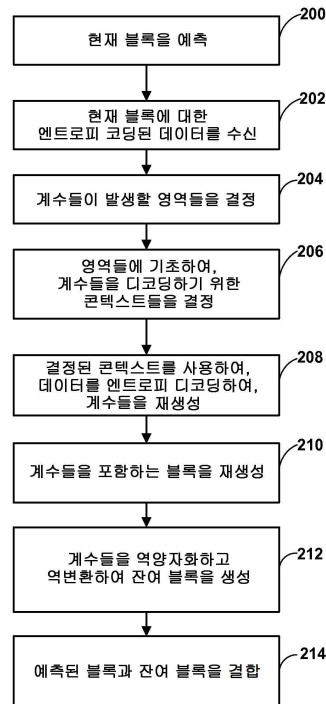 200
현재 블록을 예측
202
현재 블록에 대한
엔트로피 코딩된 데이터를 수신
204
계수들이 발생할 영역들을 결정
206
영역들에 기초하여,
계수들을 디코딩하기 위한
콘텍스트들을 결정
208
결정된 콘텍스트를 사용하여,
데이터를 엔트로피 디코딩하여,
계수들을 재생성
210
계수들을 포함하는 블록을 재생성
212
계수들을 역양자화하고
역변환하여 잔여 블록을 생성
214
예측된 블록과 잔여 블록을 결합